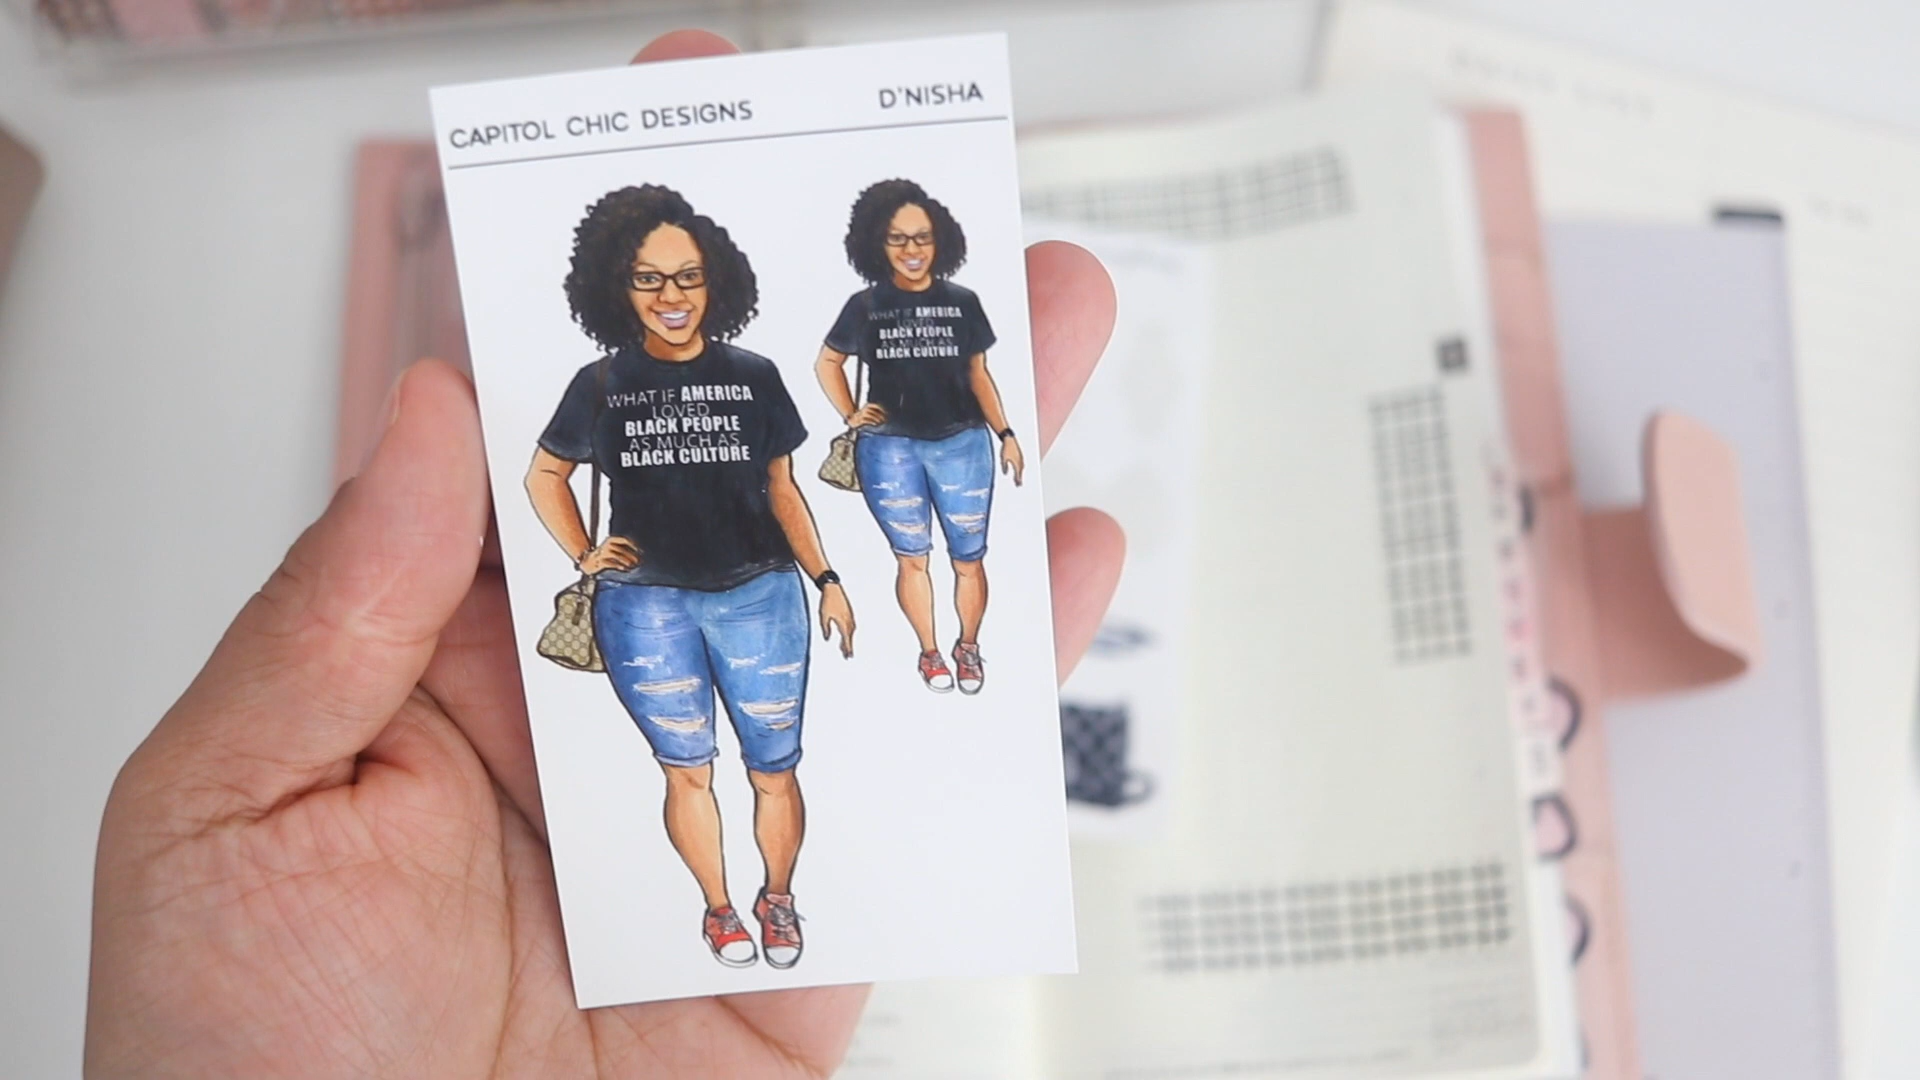 CAPITOL CHIC DESIGNS D'NISHA
WHAT IF AMERICA
LOVED
BLACK PEOPLE
AS MUCH AS
BLACK CULTURE
WHAT IF AMERICA
LOVED
BLACK PEOPLE
AS MUCH AS
BLACK CULTURE